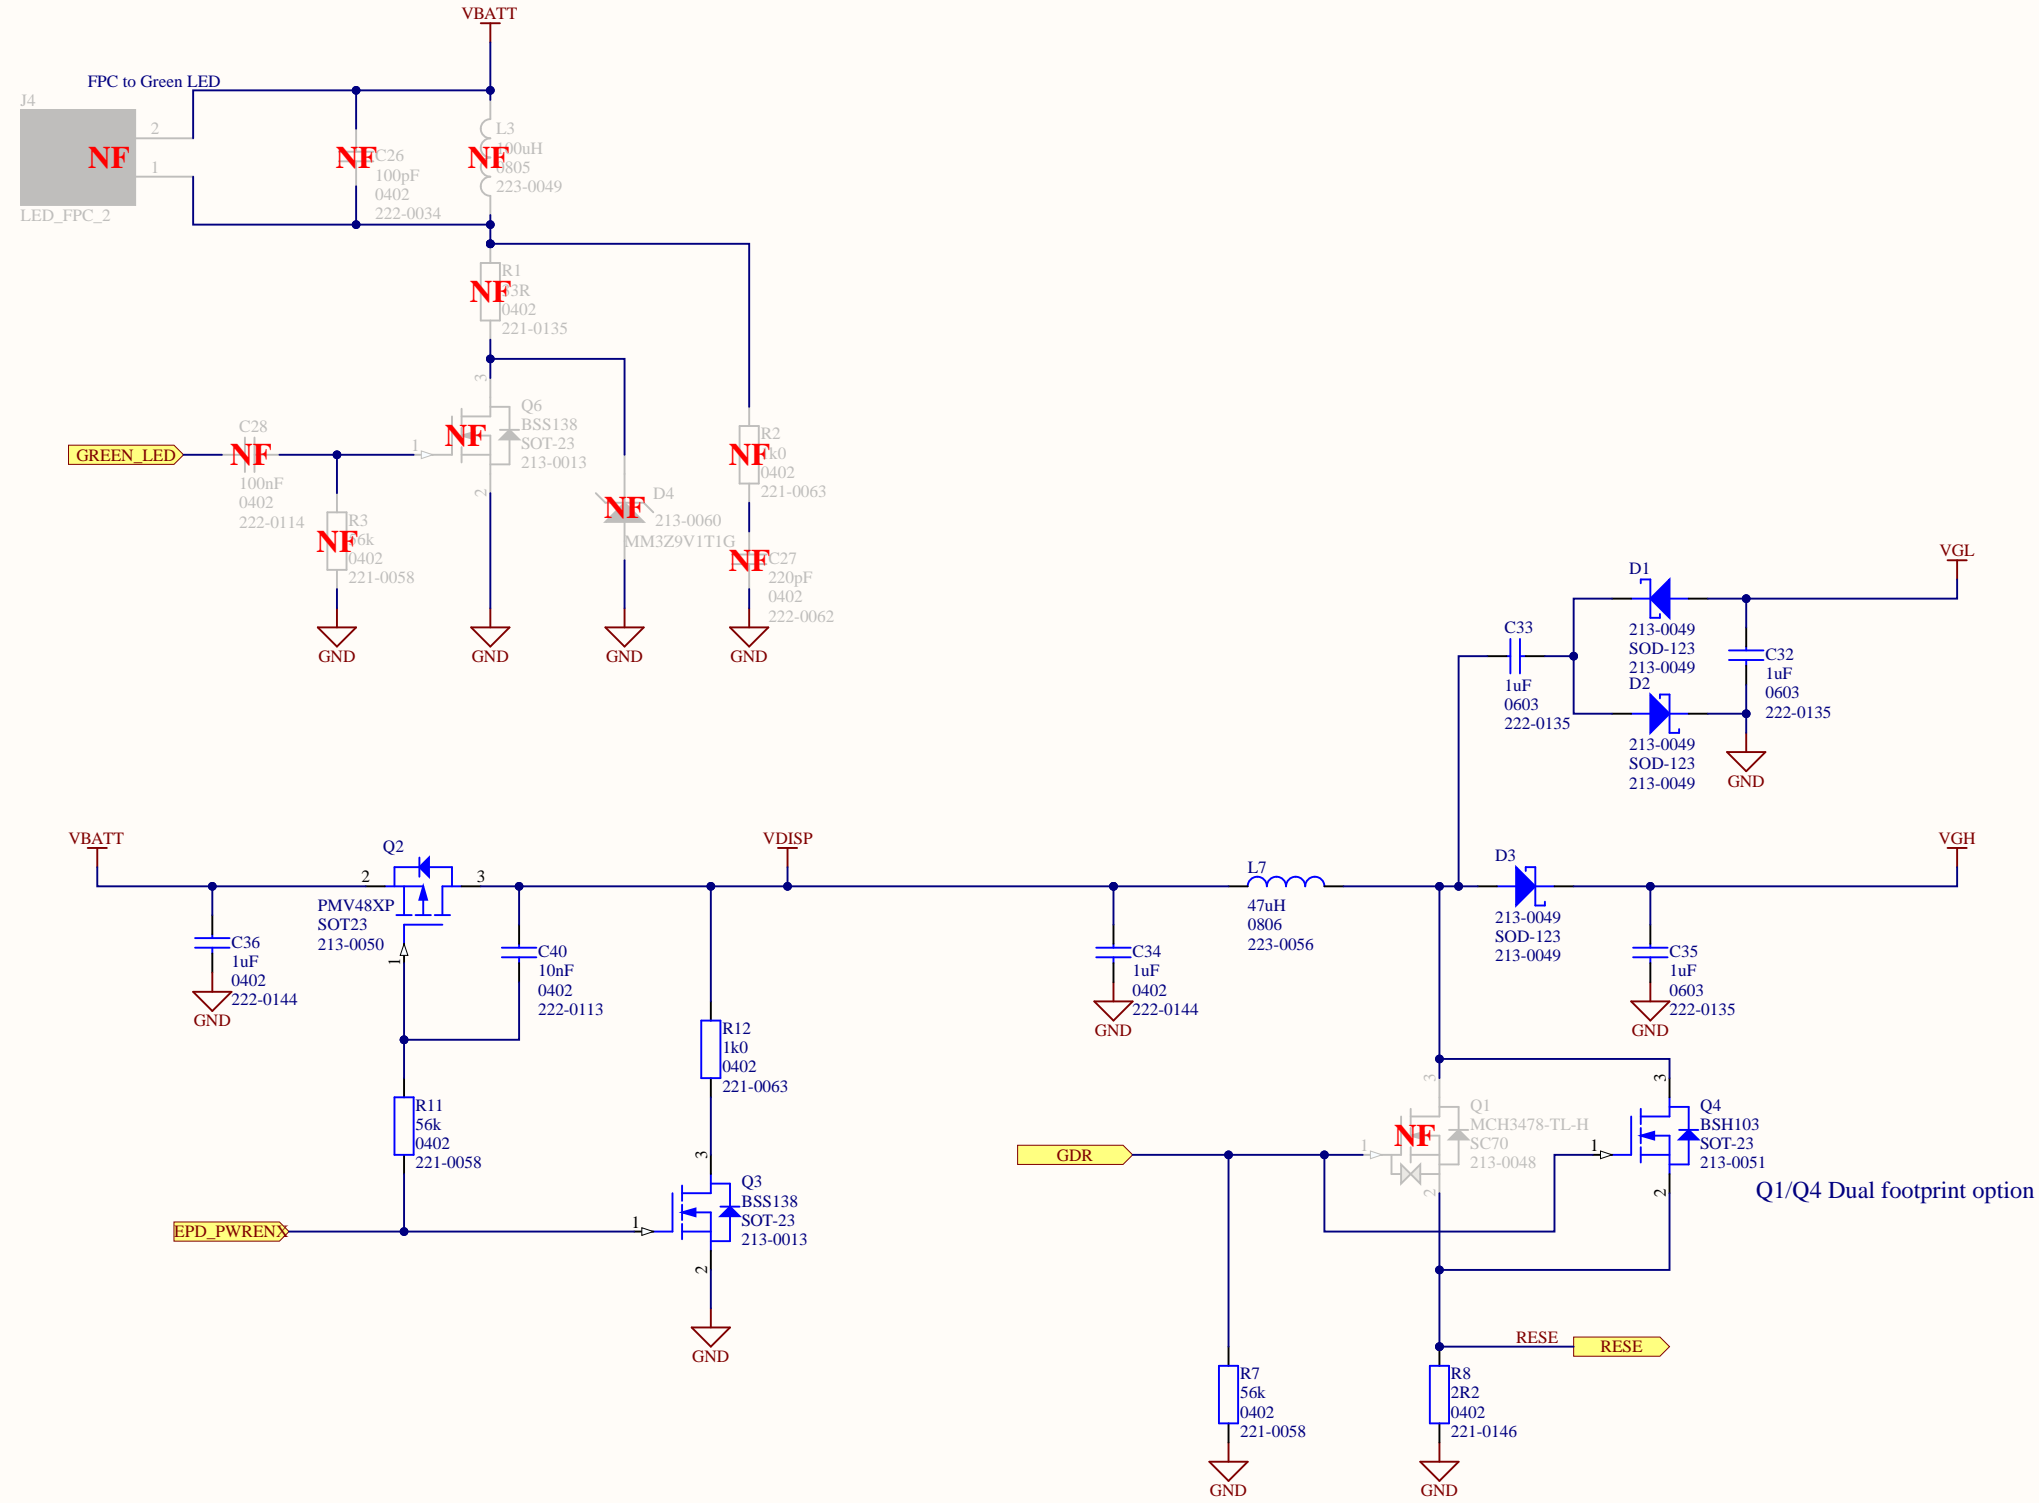 VBATT
FPC to Green LED
J4
2
1
NF
LED_FPC_2
NF
C26
100pF
0402
222-0034
NF
L3
100uH
0805
223-0049
NF
R1
33R
0402
221-0135
GREEN_LED
C28
NF
100nF
0402
222-0114
NF
R3
56k
0402
221-0058
GND
1
3
2
NF
Q6
BSS138
SOT-23
213-0013
GND
NF
D4
213-0060
MM3Z9V1T1G
GND
NF
R2
1k0
0402
221-0063
NF
C27
220pF
0402
222-0062
GND
VGL
D1
213-0049
SOD-123
213-0049
C33
1uF
0603
222-0135
D2
213-0049
SOD-123
213-0049
C32
1uF
0603
222-0135
GND
VBATT
C36
1uF
0402
222-0144
GND
Q2
2
3
PMV48XP
SOT23
213-0050
1
C40
10nF
0402
222-0113
VDISP
R12
1k0
0402
221-0063
R11
56k
0402
221-0058
EPD_PWRENX
1
3
2
Q3
BSS138
SOT-23
213-0013
GND
C34
1uF
0402
222-0144
GND
L7
47uH
0806
223-0056
D3
213-0049
SOD-123
213-0049
VGH
C35
1uF
0603
222-0135
GND
GDR
1
3
2
NF
Q1
MCH3478-TL-H
SC70
213-0048
1
3
2
Q4
BSH103
SOT-23
213-0051
Q1/Q4 Dual footprint option
RESE
RESE
R7
56k
0402
221-0058
GND
R8
2R2
0402
221-0146
GND